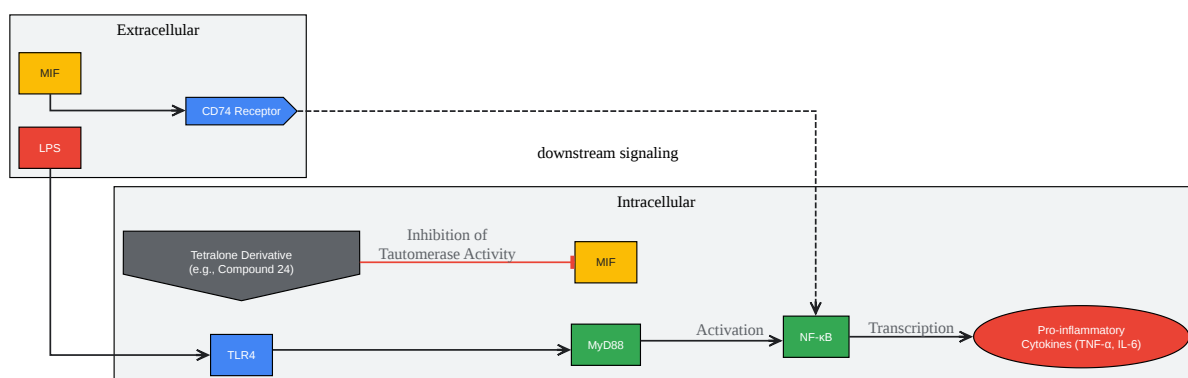 Extracellular
MIF
CD74 Receptor
LPS
downstream signaling
Intracellular
Tetralone Derivative
(e.g., Compound 24)
Inhibition of
Tautomerase Activity
MIF
TLR4
MyD88
Activation
NF-κB
Transcription
Pro-inflammatory
Cytokines (TNF-α, IL-6)